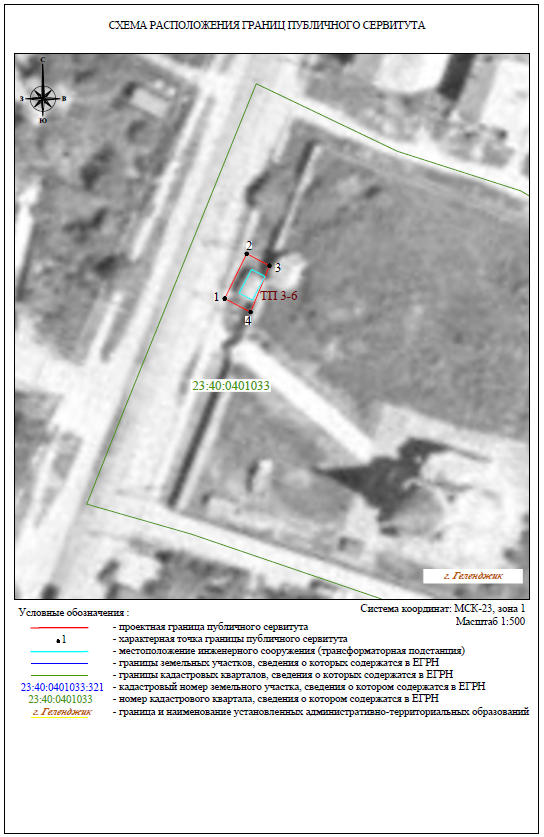 СХЕМА РАСПОЛОЖЕНИЯ ГРАНИЦ ПУБЛИЧНОГО СЕРВИТУТА
С
З В
Ю
2
3
1
ТП 3-6
4
23:40:0401033
г. Геленджик
Условные обозначения :
Система координат: МСК-23, зона 1
Масштаб 1:500
- проектная граница публичного сервитута
1 - характерная точка границы публичного сервитута
- местоположение инженерного сооружения (трансформаторная подстанция)
- границы земельных участков, сведения о которых содержатся в ЕГРН
- границы кадастровых кварталов, сведения о которых содержатся в ЕГРН
23:40:0401033:321 - кадастровый номер земельного участка, сведения о котором содержатся в ЕГРН
23:40:0401033 - номер кадастрового квартала, сведения о котором содержатся в ЕГРН
г. Геленджик - граница и наименование установленных административно-территориальных образований